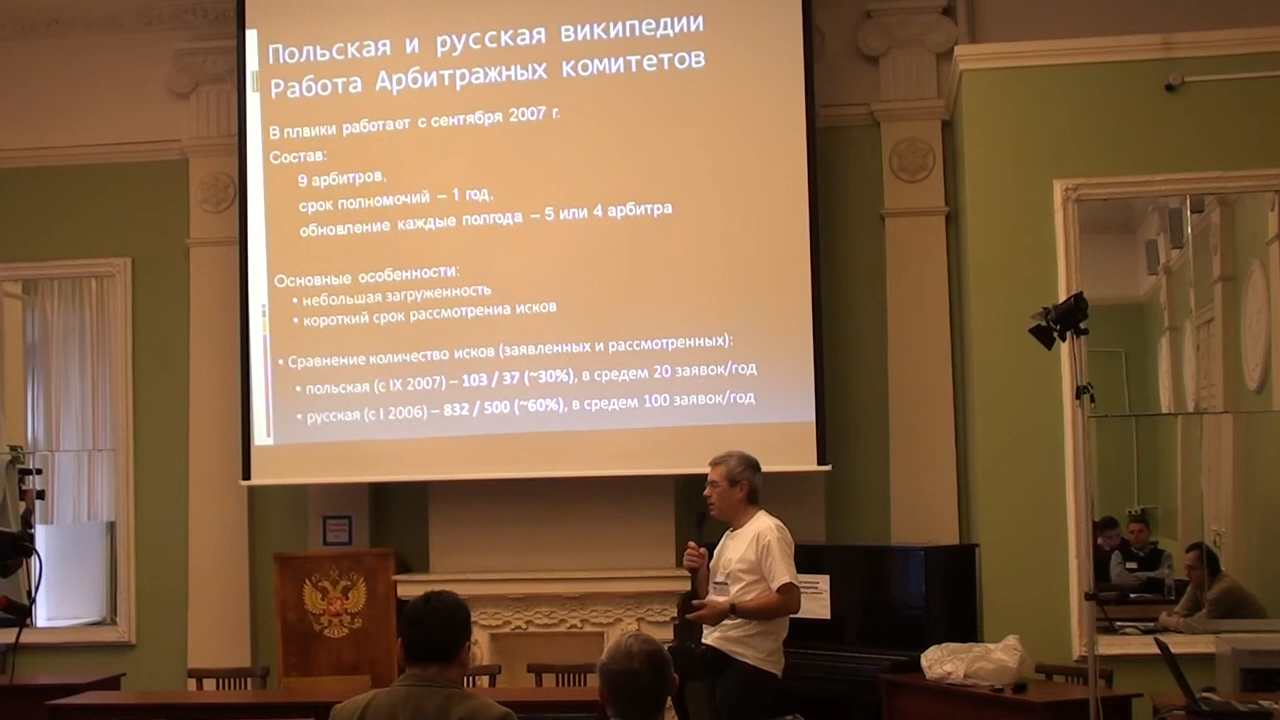 Польская и русская википедии
Работа Арбитражных комитетов
В плвики работает с сентября 2007 г.
Состав:
9 арбитров,
срок полномочий – 1 год,
обновление каждые полгода – 5 или 4 арбитра
Основные особенности:
• небольшая загруженность
• короткий срок рассмотрениа исков
• Сравнение количество исков (заявленных и рассмотренных):
• польская (с IX 2007) – 103 / 37 (~30%), в средем 20 заявок/год
• русская (с I 2006) – 832 / 500 (~60%), в средем 100 заявок/год